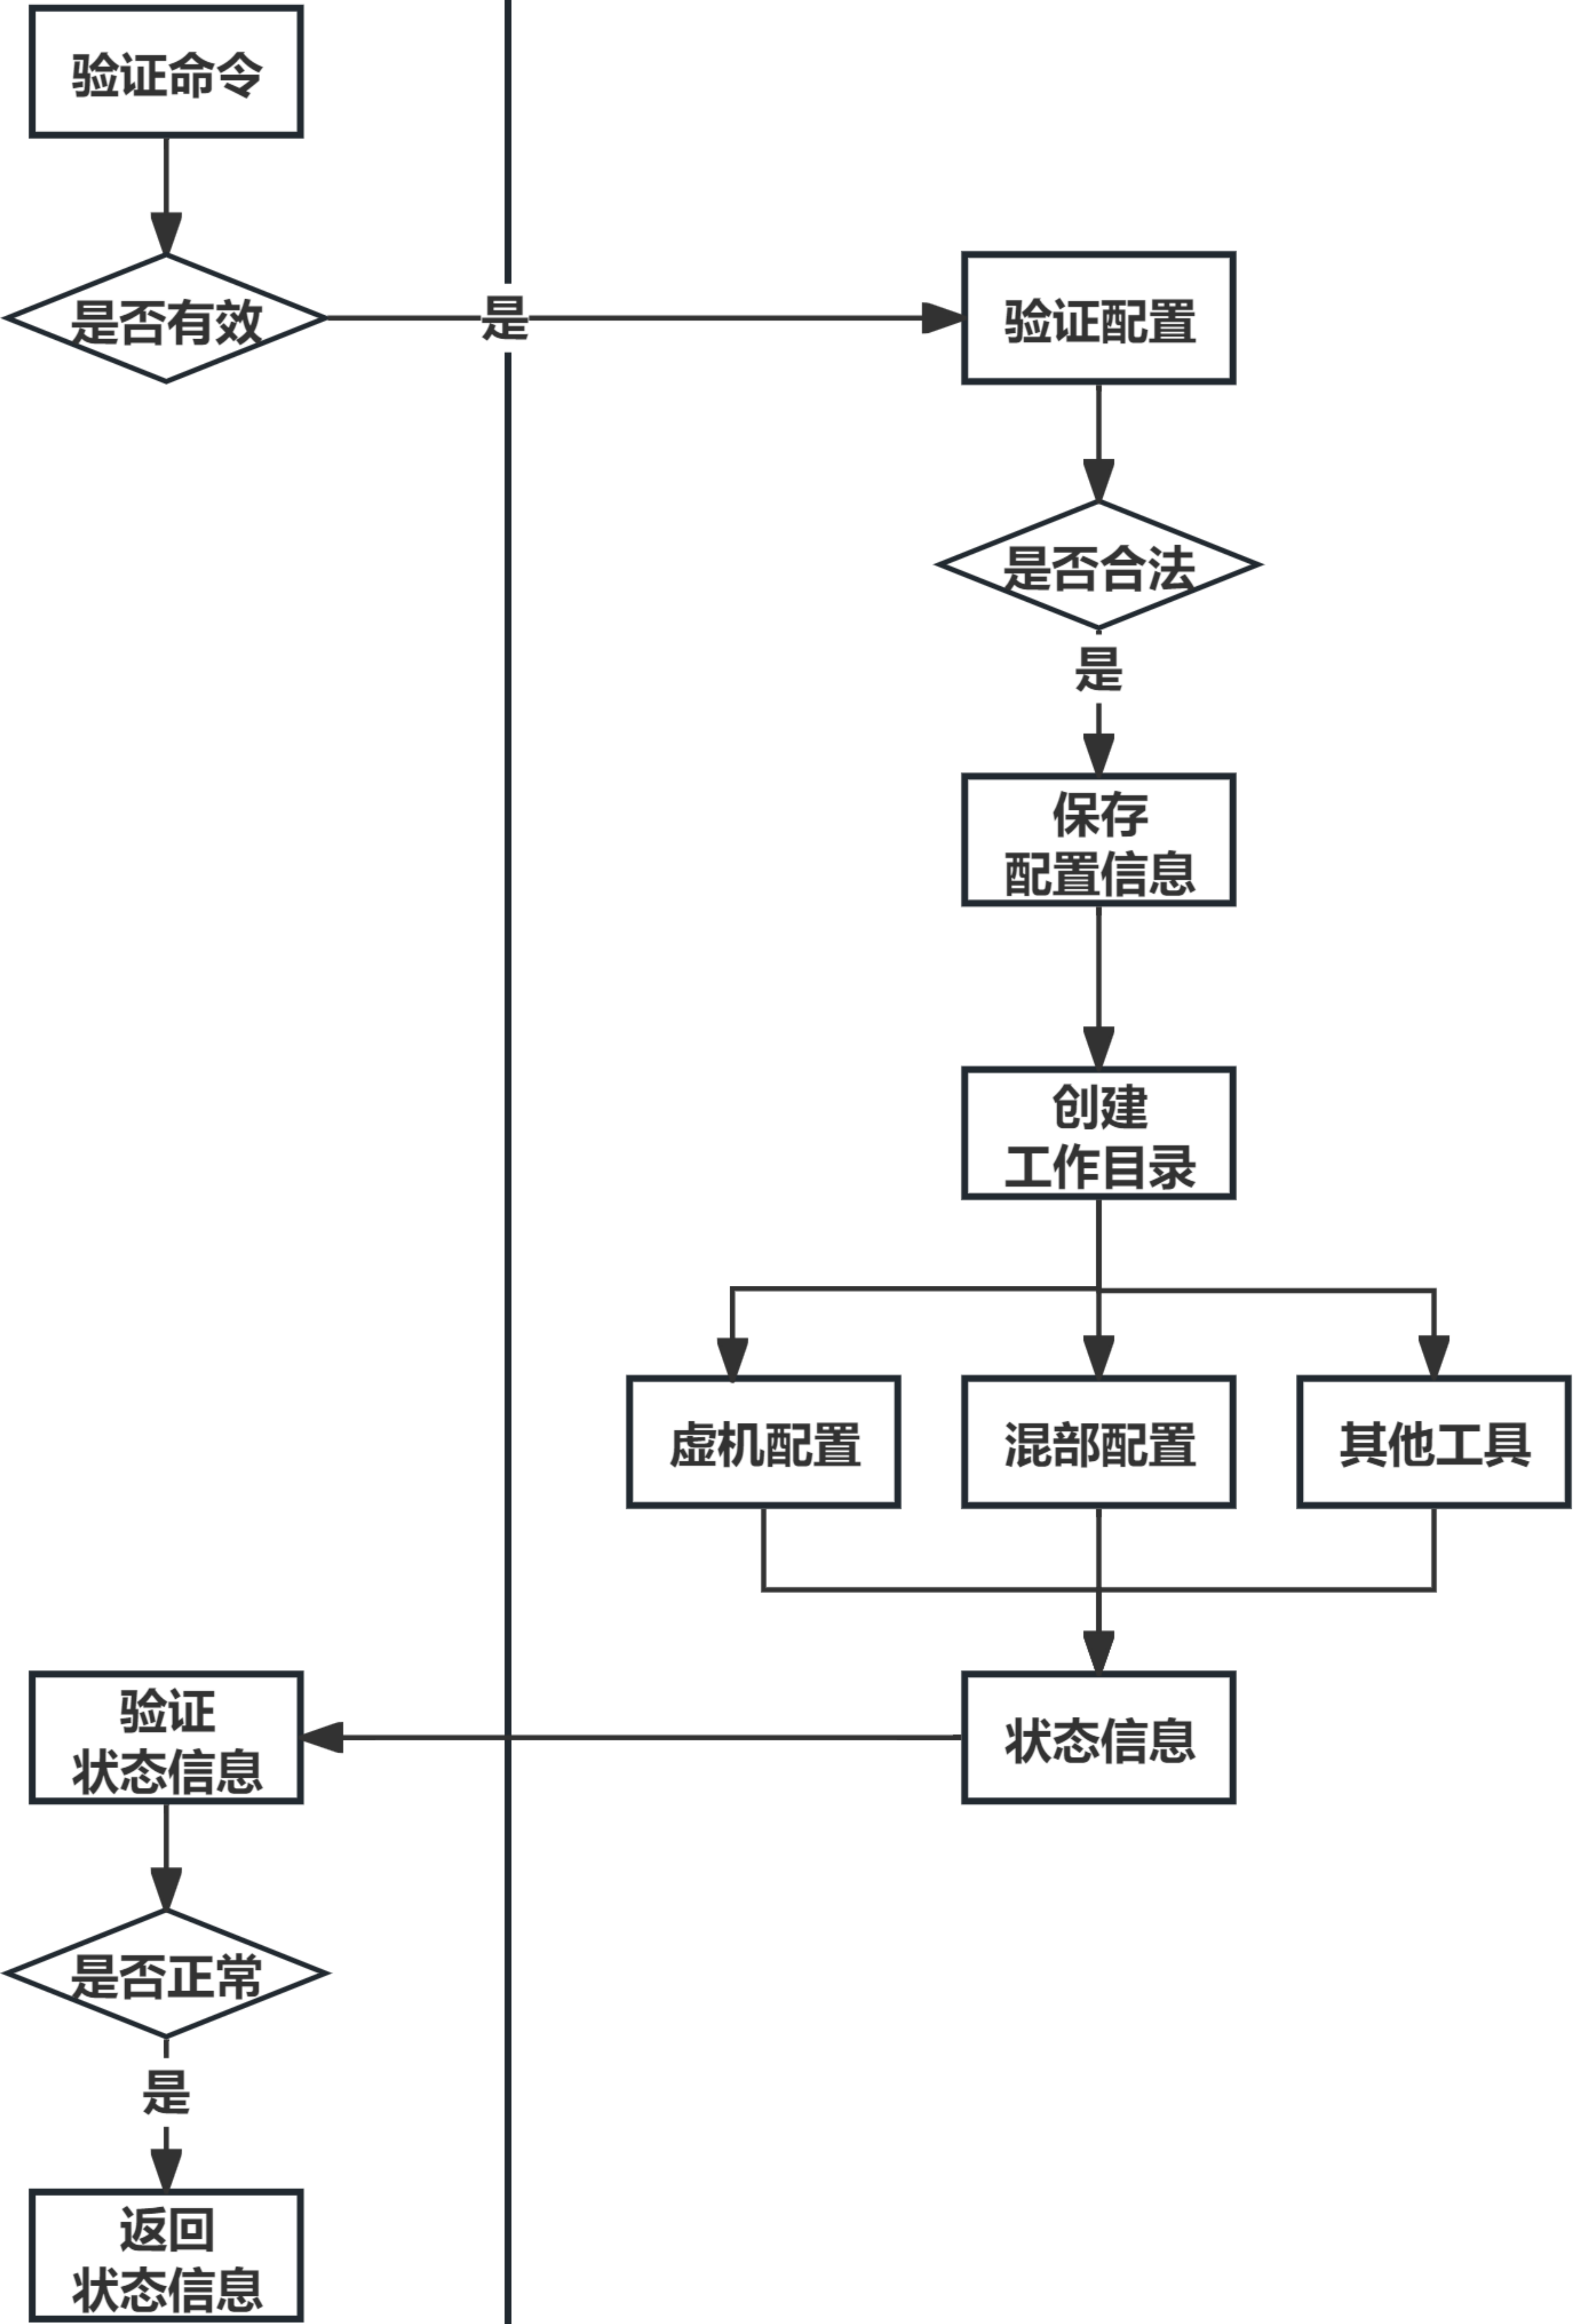 验证命令
是否有效
是
验证配置
是否合法
是
保存
配置信息
创建
工作目录
虚机配置
混部配置
其他工具
验证
状态信息
状态信息
是否正常
是
返回
状态信息